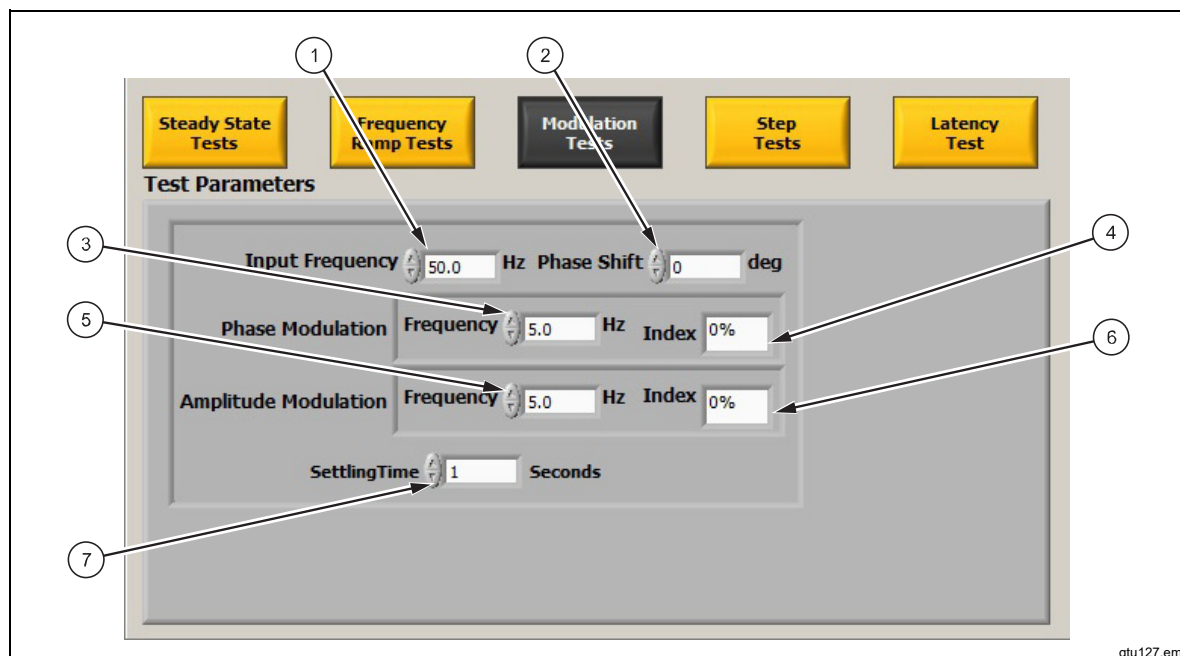 1
2
Steady State
Tests
Frequency
Ramp Tests
Modulation
Tests
Step
Tests
Latency
Test
Test Parameters
3
4
Input Frequency 50.0 Hz Phase Shift 0 deg
5
Phase Modulation Frequency 5.0 Hz Index 0%
6
Amplitude Modulation Frequency 5.0 Hz Index 0%
SettlingTime 1 Seconds
7
qtu127.em